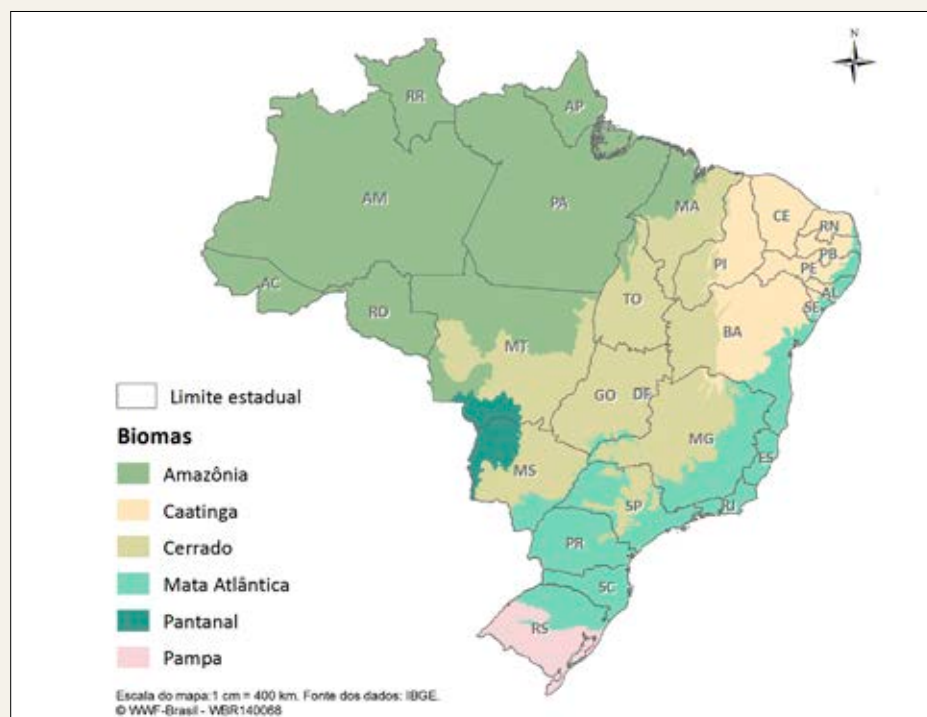 N
RR
AP
AM
PA
MA
CE
RN
PB
PI
PE
AL
SE
AC
TO
RO
BA
MT
GO
DF
MG
MS
ES
SP
RJ
PR
SC
RS
Limite estadual
Biomas
Amazônia
Caatinga
Cerrado
Mata Atlântica
Pantanal
Pampa
Escala do mapa:1 cm = 400 km. Fonte dos dados: IBGE.
© WWF-Brasil - WBR140068